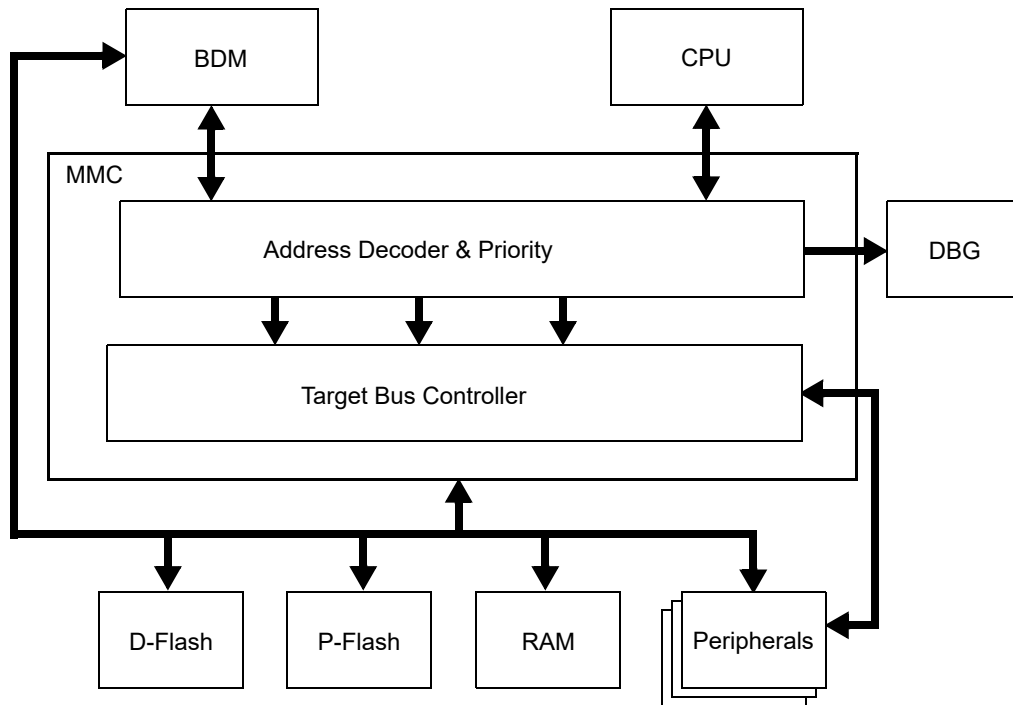 BDM
CPU
MMC
Address Decoder & Priority
DBG
Target Bus Controller
D-Flash
P-Flash
RAM
Peripherals